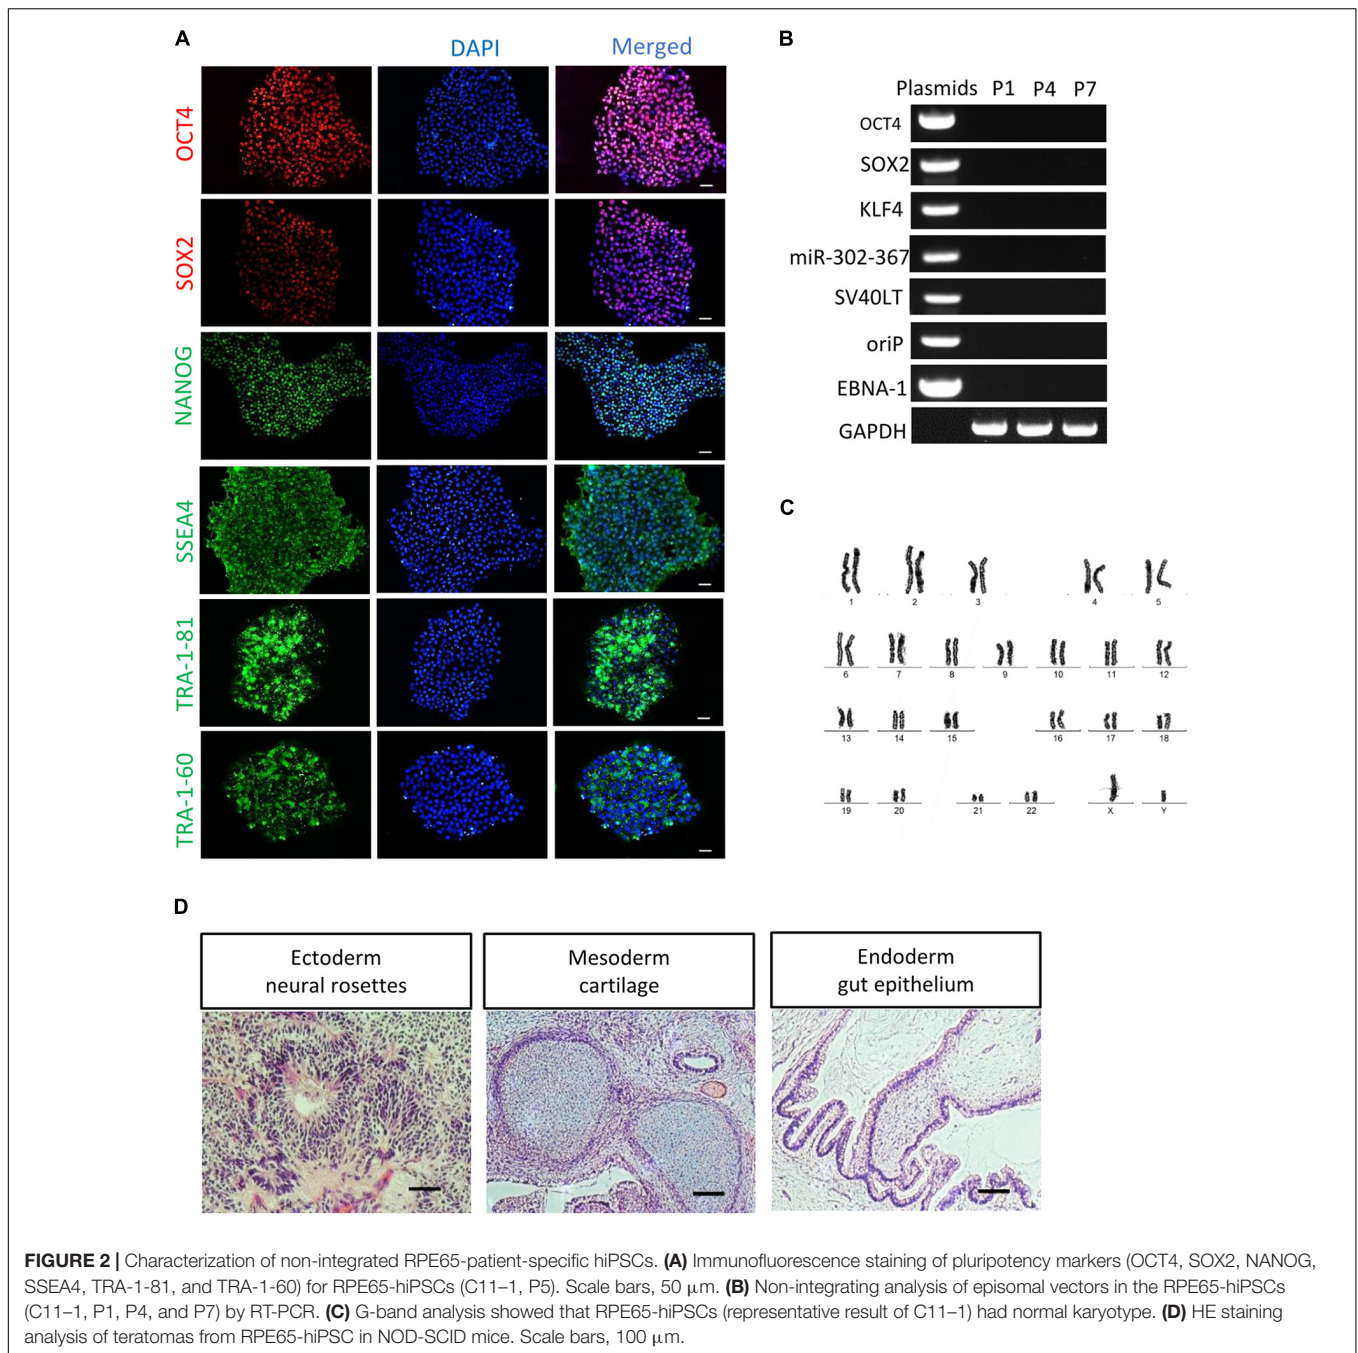 A
DAPI
Merged
OCT4
SOX2
NANOG
SSEA4
TRA-1-81
TRA-1-60
B
Plasmids P1 P4 P7
OCT4
SOX2
KLF4
miR-302-367
SV40LT
oriP
EBNA-1
GAPDH
C
1 2 3 4 5
6 7 8 9 10 11 12
13 14 15 16 17 18
19 20 21 22 X Y
D
Ectoderm
neural rosettes
Mesoderm
cartilage
Endoderm
gut epithelium
FIGURE 2 | Characterization of non-integrated RPE65-patient-specific hiPSCs. (A) Immunofluorescence staining of pluripotency markers (OCT4, SOX2, NANOG,
SSEA4, TRA-1-81, and TRA-1-60) for RPE65-hiPSCs (C11–1, P5). Scale bars, 50 μm. (B) Non-integrating analysis of episomal vectors in the RPE65-hiPSCs
(C11–1, P1, P4, and P7) by RT-PCR. (C) G-band analysis showed that RPE65-hiPSCs (representative result of C11–1) had normal karyotype. (D) HE staining
analysis of teratomas from RPE65-hiPSC in NOD-SCID mice. Scale bars, 100 μm.